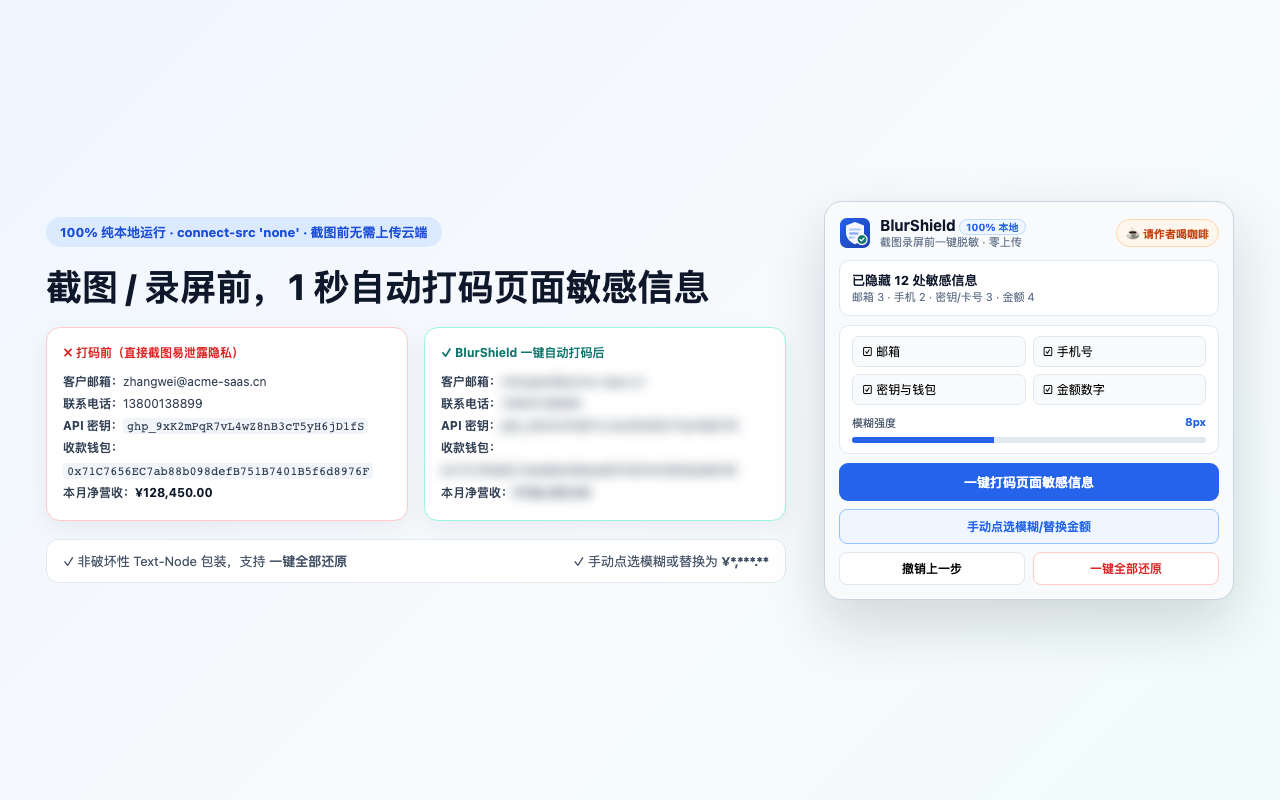 100% 纯本地运行 · connect-src 'none' · 截图前无需上传云端
截图 / 录屏前，1 秒自动打码页面敏感信息
✕ 打码前（直接截图易泄露隐私）
客户邮箱： zhangwei@acme-saas.cn
联系电话： 13800138899
API 密钥： ghp_9xK2mPqR7vL4wZ8nB3cT5yH6jD1fS
收款钱包：
0x71C7656EC7ab88b098defB751B7401B5f6d8976F
本月净营收：¥128,450.00
✓ BlurShield 一键自动打码后
客户邮箱：
联系电话：
API 密钥：
收款钱包：
本月净营收：
✓ 非破坏性 Text-Node 包装，支持 一键全部还原
✓ 手动点选模糊或替换为 ¥*,***.**
BlurShield 100% 本地
截图录屏前一键脱敏 · 零上传
☕ 请作者喝咖啡
已隐藏 12 处敏感信息
邮箱 3 · 手机 2 · 密钥/卡号 3 · 金额 4
☑ 邮箱
☑ 手机号
☑ 密钥与钱包
☑ 金额数字
模糊强度 8px
一键打码页面敏感信息
手动点选模糊/替换金额
撤销上一步
一键全部还原